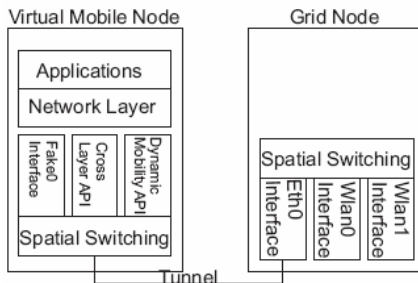 Virtual Mobile Node
Grid Node
Applications
Network Layer
Fake0
Interface
Cross
Layer API
Dynamic
Mobility API
Spatial Switching
Spatial Switching
Eth0
Interface
Wlan0
Interface
Wlan1
Interface
Tunnel